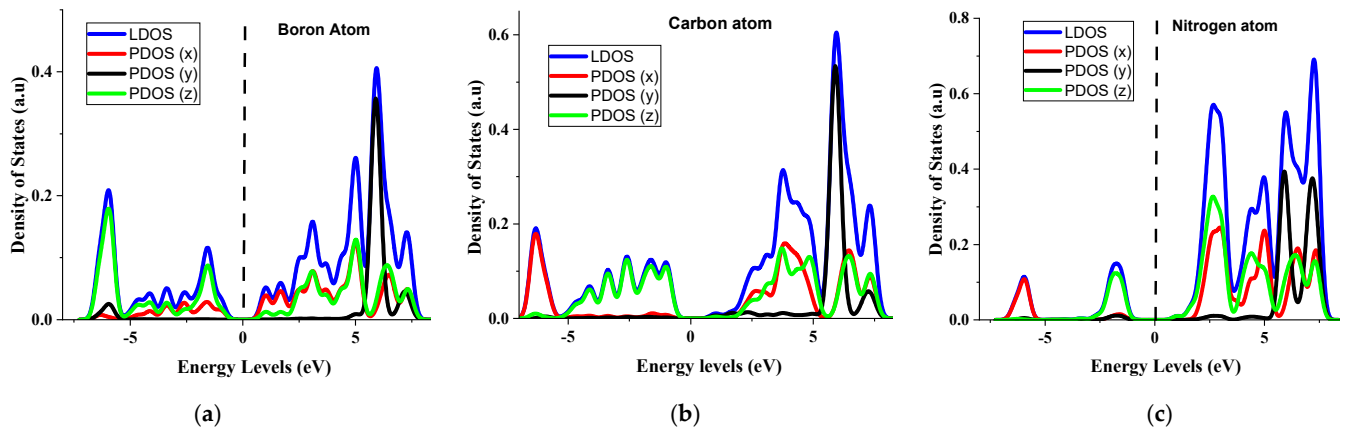 Boron Atom
LDOS
PDOS (x)
PDOS (y)
PDOS (z)
Density of States (a.u)
0.4
0.2
0.0
-5
0
5
Energy Levels (eV)
(a)
Carbon atom
LDOS
PDOS (x)
PDOS (y)
PDOS (z)
Density of States (a.u)
0.6
0.4
0.2
0.0
-5
0
5
Energy levels (eV)
(b)
Nitrogen atom
LDOS
PDOS (x)
PDOS (y)
PDOS (z)
Density of States (a.u)
0.8
0.6
0.4
0.2
0.0
-5
0
5
Energy Levels (eV)
(c)